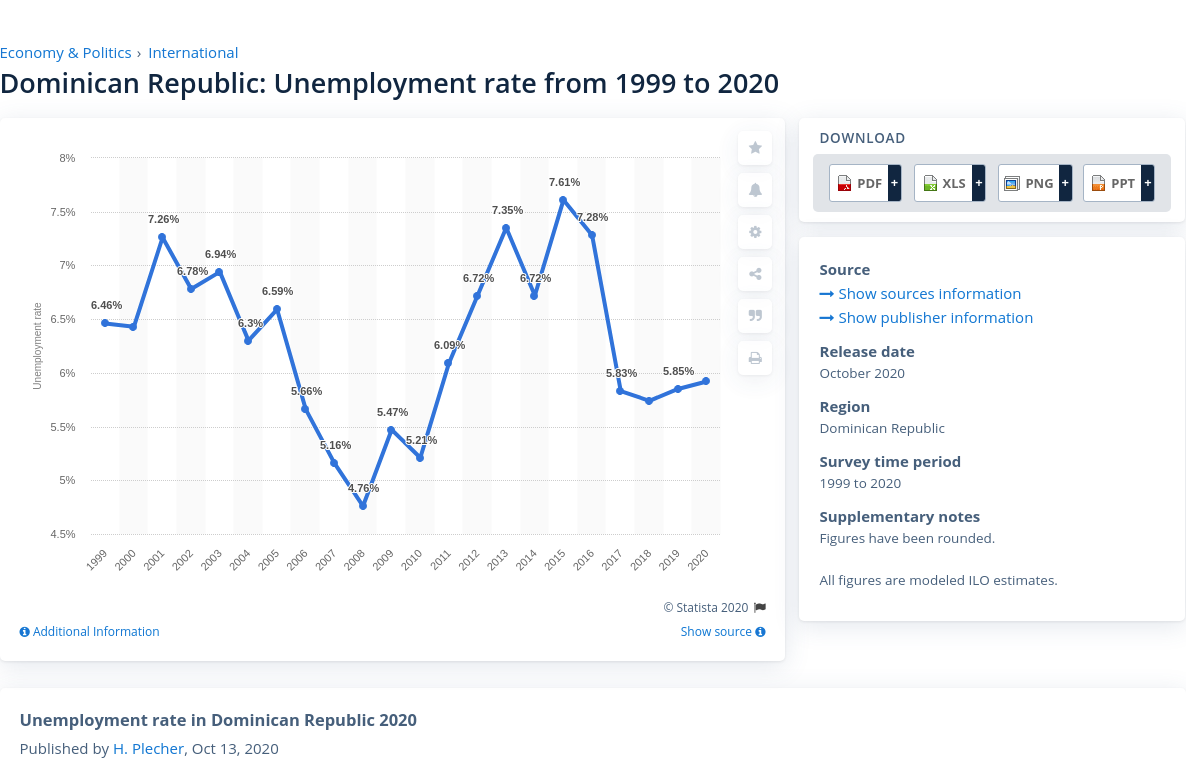 Economy & Politics › International
Dominican Republic: Unemployment rate from 1999 to 2020
8%
7.5%
7%
6.5%
6%
5.5%
5%
4.5%
Unemployment rate
6.46%
7.26%
6.78%
6.94%
6.3%
6.59%
5.66%
5.16%
4.76%
5.47%
5.21%
6.09%
6.72%
7.35%
6.72%
7.61%
7.28%
5.83%
5.85%
1999 2000 2001 2002 2003 2004 2005 2006 2007 2008 2009 2010 2011 2012 2013 2014 2015 2016 2017 2018 2019 2020
© Statista 2020
Additional Information
Show source
DOWNLOAD
PDF + XLS + PNG + PPT +
Source
Show sources information
Show publisher information
Release date
October 2020
Region
Dominican Republic
Survey time period
1999 to 2020
Supplementary notes
Figures have been rounded.
All figures are modeled ILO estimates.
Unemployment rate in Dominican Republic 2020
Published by H. Plecher, Oct 13, 2020